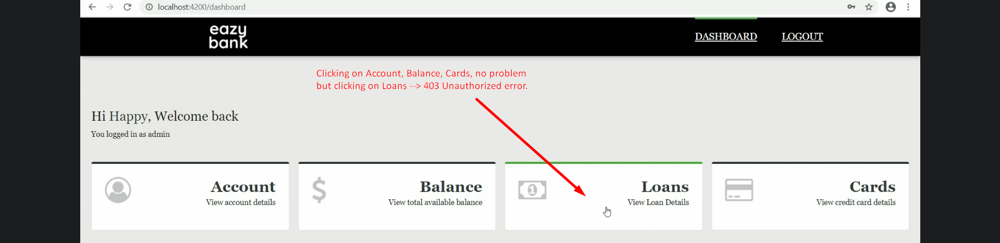 localhost:4200/dashboard
eazy
bank
DASHBOARD LOGOUT
Clicking on Account, Balance, Cards, no problem
but clicking on Loans --> 403 Unauthorized error.
Hi Happy, Welcome back
You logged in as admin
Account
View account details
$
Balance
View total available balance
1
Loans
View Loan Details
Cards
View credit card details